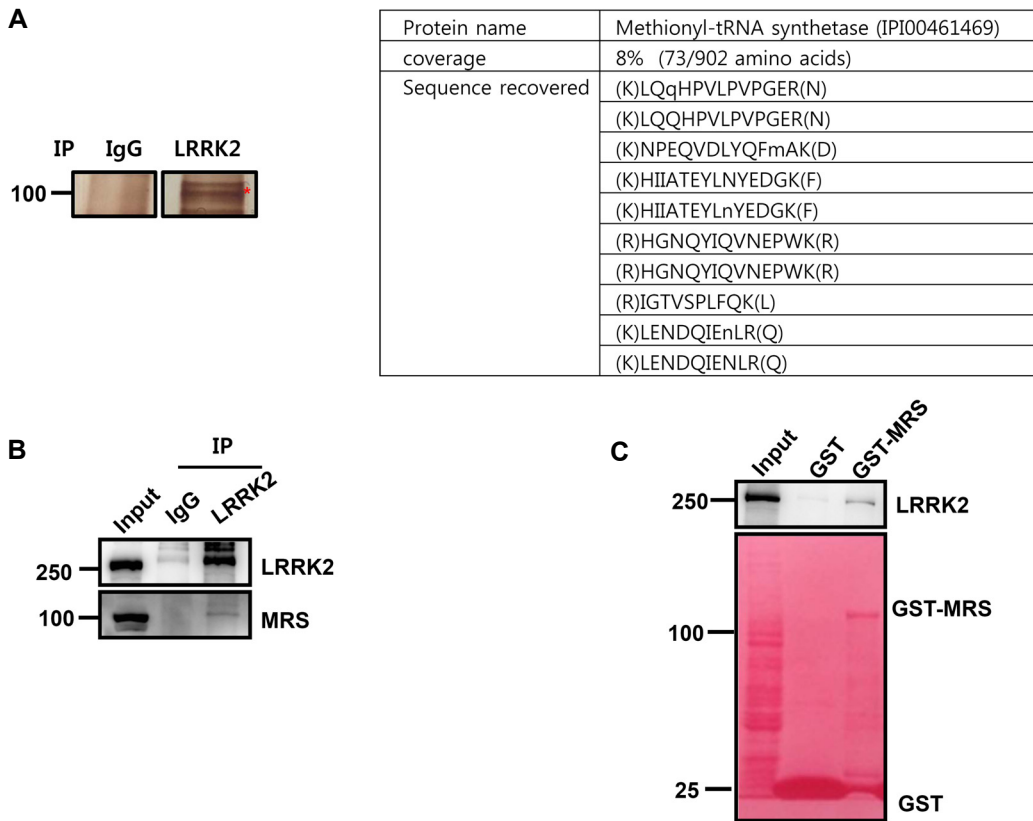 A
IP IgG LRRK2
100
*
Protein name Methionyl-tRNA synthetase (IPI00461469)
coverage 8% (73/902 amino acids)
Sequence recovered (K)LQqHPVLPVPGER(N)
(K)LQQHPVLPVPGER(N)
(K)NPEQVDLYQFmAK(D)
(K)HIIATEYLNYEDGK(F)
(K)HIIATEYLnYEDGK(F)
(R)HGNQYIQVNEPWK(R)
(R)HGNQYIQVNEPWK(R)
(R)IGTVSPLFQK(L)
(K)LENDQIEnLR(Q)
(K)LENDQIENLR(Q)
B
IP
Input IgG LRRK2
250 LRRK2
100 MRS
C
Input GST GST-MRS
250 LRRK2
GST-MRS
100
25
GST